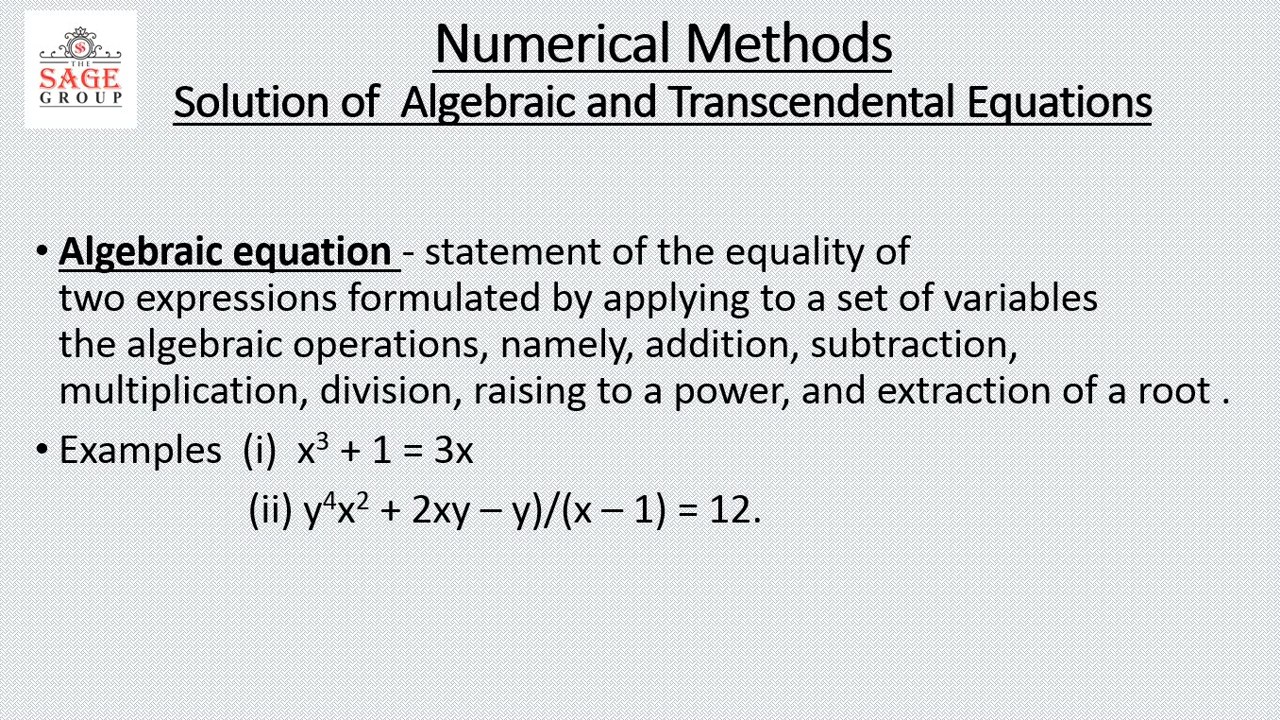 THE
SAGE
GROUP
Numerical Methods
Solution of Algebraic and Transcendental Equations
• Algebraic equation - statement of the equality of
two expressions formulated by applying to a set of variables
the algebraic operations, namely, addition, subtraction,
multiplication, division, raising to a power, and extraction of a root .
• Examples (i) x³ + 1 = 3x
(ii) y⁴x² + 2xy – y)/(x – 1) = 12.